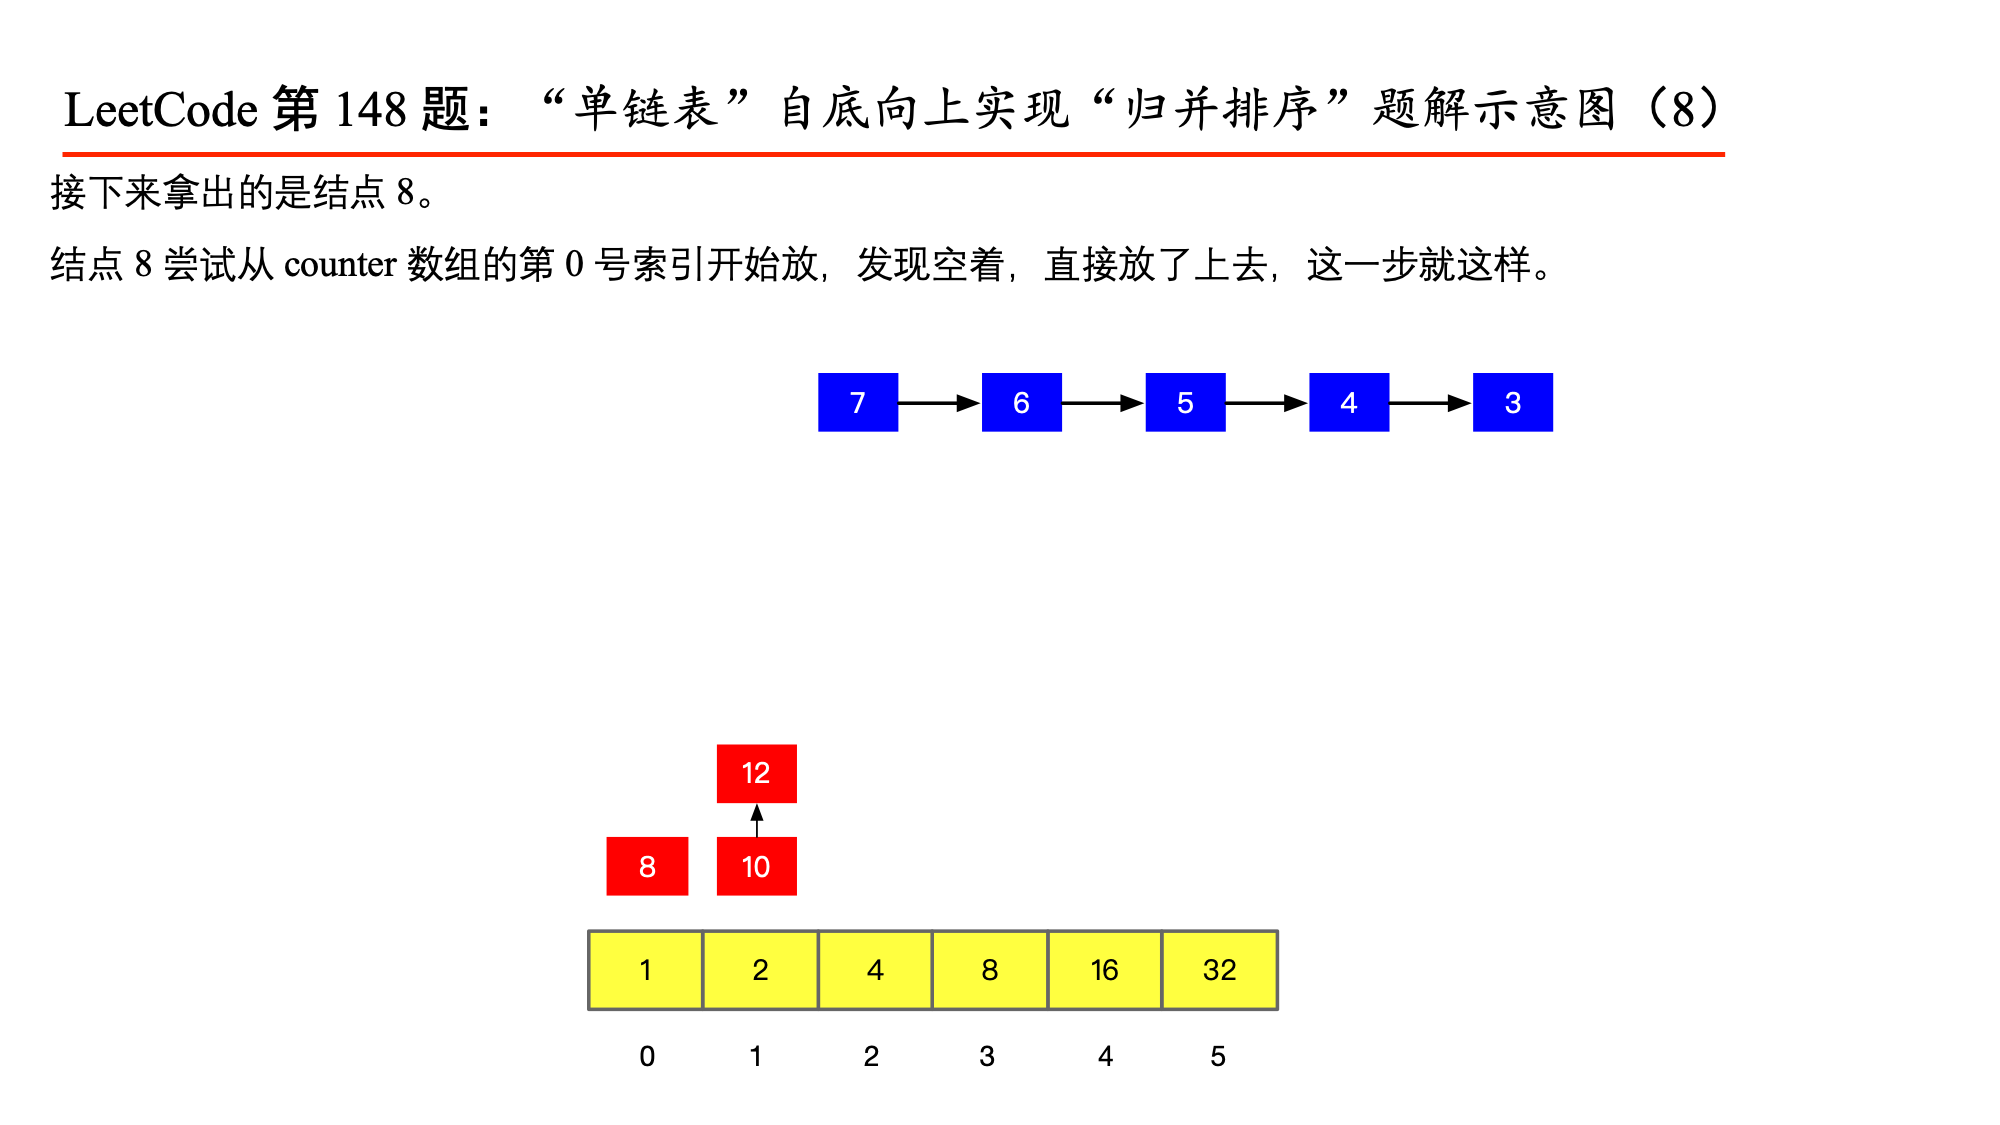 LeetCode 第 148 题：“单链表”自底向上实现“归并排序”题解示意图（8）
接下来拿出的是结点 8。
结点 8 尝试从 counter 数组的第 0 号索引开始放，发现空着，直接放了上去，这一步就这样。
7 6 5 4 3
12
8 10
1 2 4 8 16 32
0 1 2 3 4 5